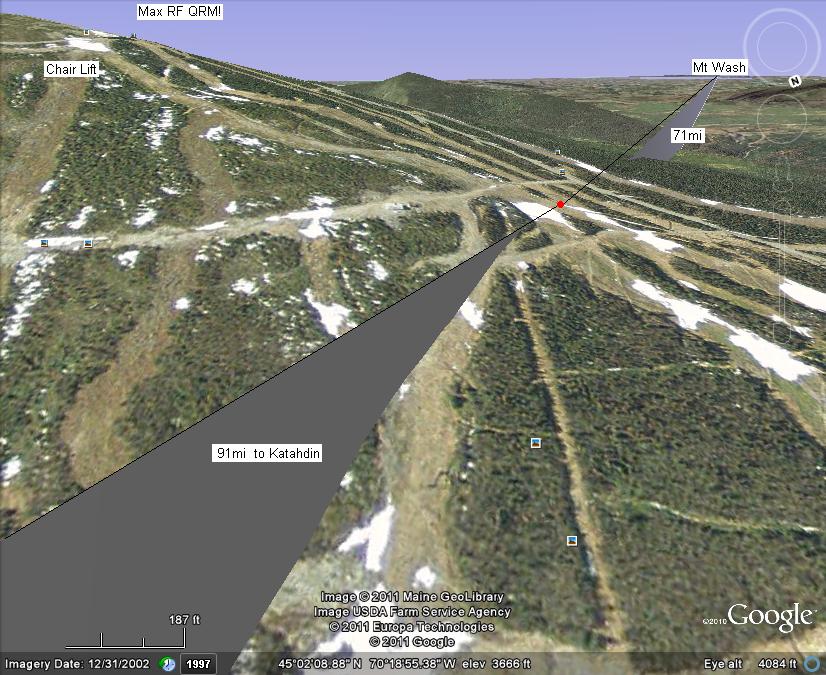 Max RF QRM!
Chair Lift
Mt Wash
N
71mi
91mi to Katahdin
187 ft
Image © 2011 Maine GeoLibrary
Image USDA Farm Service Agency
© 2011 Europa Technologies
© 2011 Google
©2010 Google
Imagery Date: 12/31/2002 1997 45°02'08.88" N 70°18'55.38" W elev 3666 ft Eye alt 4084 ft